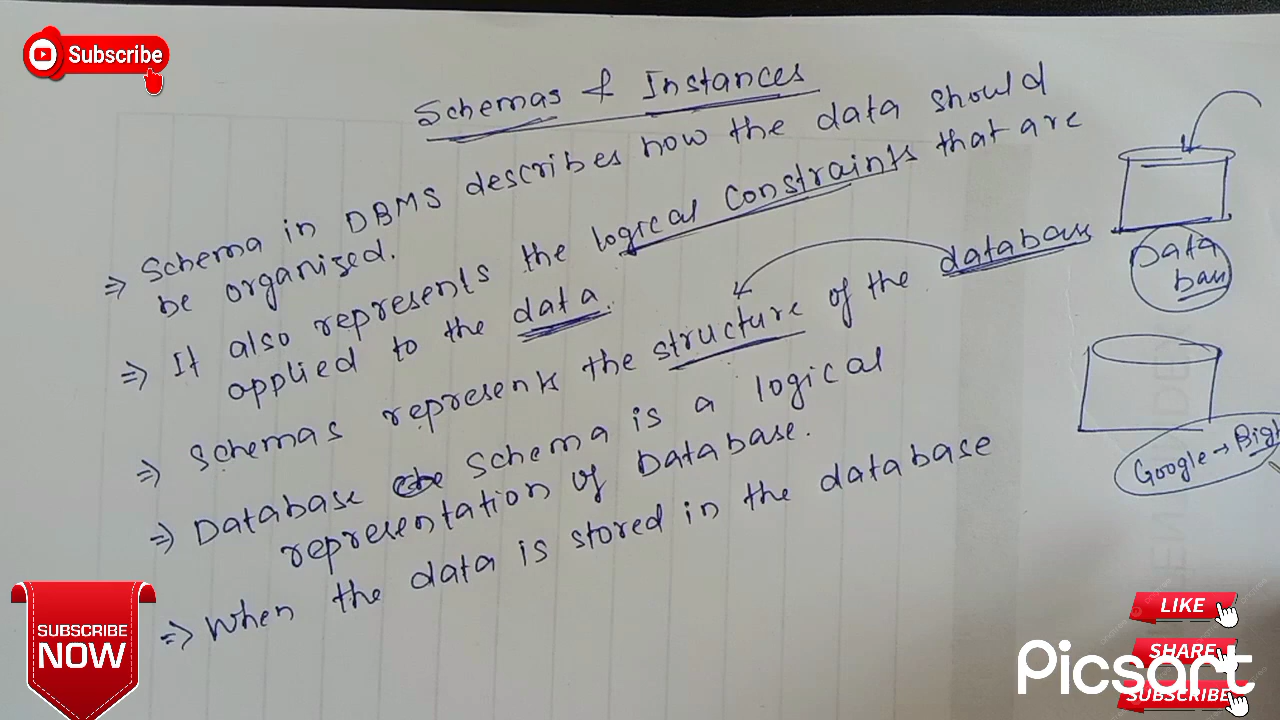 Subscribe
Schemas & Instances
⇒ Schema in DBMS describes how the data should
be organised.
⇒ It also represents the logical constraints that are
applied to the data.
⇒ Schemas represents the structure of the database
⇒ Database Schema is a logical
representation of Database.
⇒ When the data is stored in the database
Data
Google → Bigt
SUBSCRIBE
NOW
LIKE
SHARE
SUBSCRIBE
Picsart